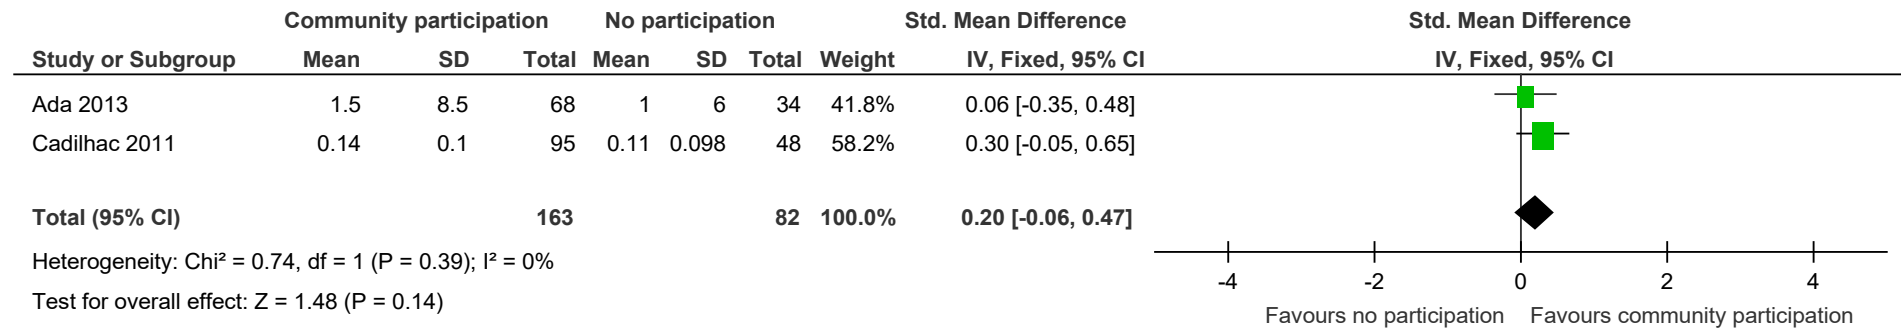 Community participation No participation Std. Mean Difference Std. Mean Difference
Study or Subgroup Mean SD Total Mean SD Total Weight IV, Fixed, 95% CI IV, Fixed, 95% CI
Ada 2013 1.5 8.5 68 1 6 34 41.8% 0.06 [-0.35, 0.48]
Cadilhac 2011 0.14 0.1 95 0.11 0.098 48 58.2% 0.30 [-0.05, 0.65]
Total (95% CI) 163 82 100.0% 0.20 [-0.06, 0.47]
Heterogeneity: Chi² = 0.74, df = 1 (P = 0.39); I² = 0%
Test for overall effect: Z = 1.48 (P = 0.14)
-4 -2 0 2 4
Favours no participation Favours community participation